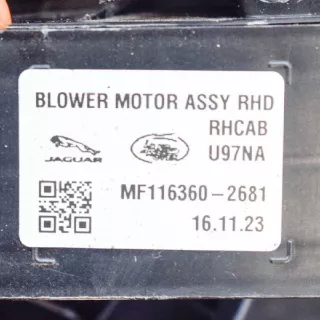 BLOWER MOTOR ASSY RHD
RHCAB
JAGUAR
U97NA
MF116360-2681
16.11.23